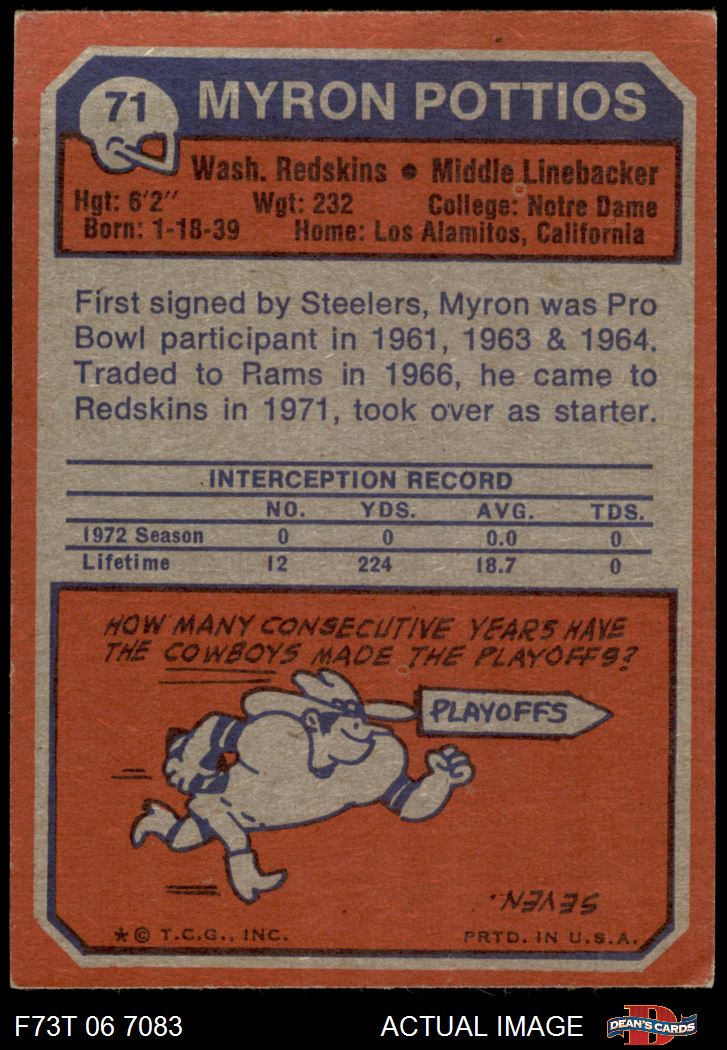 71
MYRON POTTIOS
Wash. Redskins • Middle Linebacker
Hgt: 6'2" Wgt: 232 College: Notre Dame
Born: 1-18-39 Home: Los Alamitos, California
First signed by Steelers, Myron was Pro
Bowl participant in 1961, 1963 & 1964.
Traded to Rams in 1966, he came to
Redskins in 1971, took over as starter.
INTERCEPTION RECORD
NO. YDS. AVG. TDS.
1972 Season 0 0 0.0 0
Lifetime 12 224 18.7 0
HOW MANY CONSECUTIVE YEARS HAVE
THE COWBOYS MADE THE PLAYOFFS?
PLAYOFFS
SEVEN.
* © T.C.G., INC. PRTD. IN U.S.A.
F73T 06 7083 ACTUAL IMAGE D DEAN'S CARDS